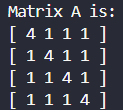 Matrix A is:
[ 4 1 1 1 ]
[ 1 4 1 1 ]
[ 1 1 4 1 ]
[ 1 1 1 4 ]